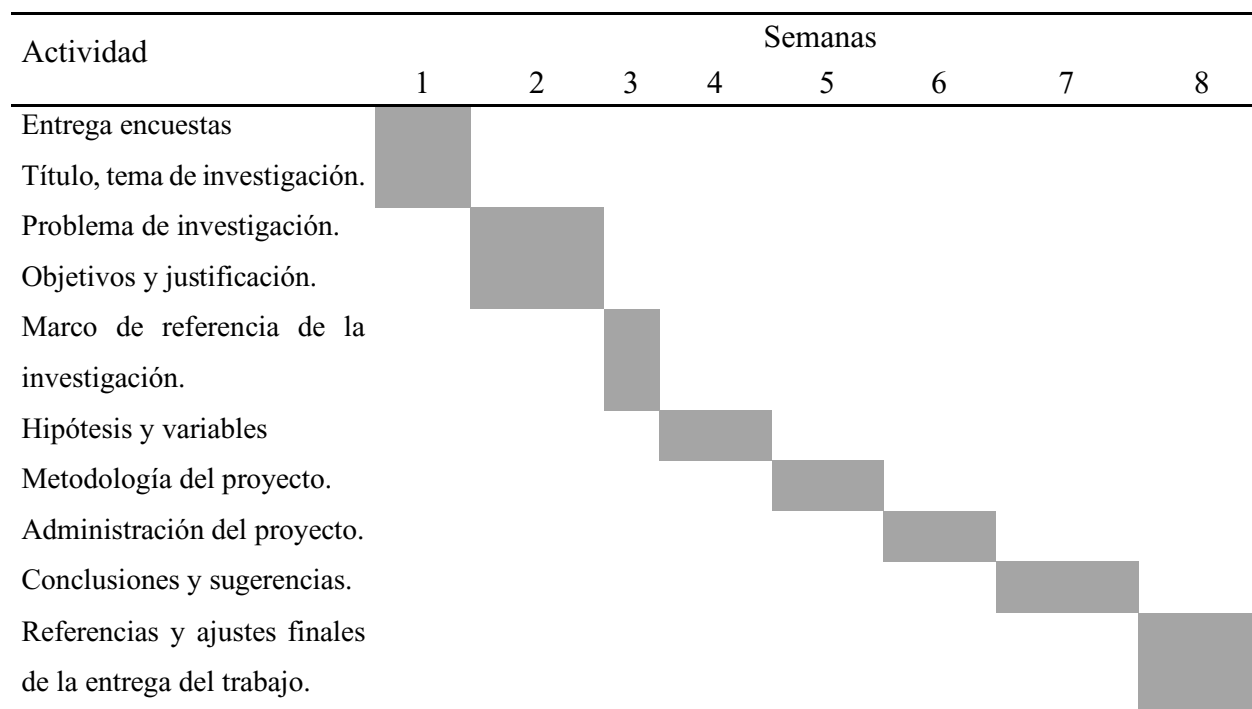 Actividad
Semanas
1 2 3 4 5 6 7 8
Entrega encuestas
Título, tema de investigación.
Problema de investigación.
Objetivos y justificación.
Marco de referencia de la
investigación.
Hipótesis y variables
Metodología del proyecto.
Administración del proyecto.
Conclusiones y sugerencias.
Referencias y ajustes finales
de la entrega del trabajo.